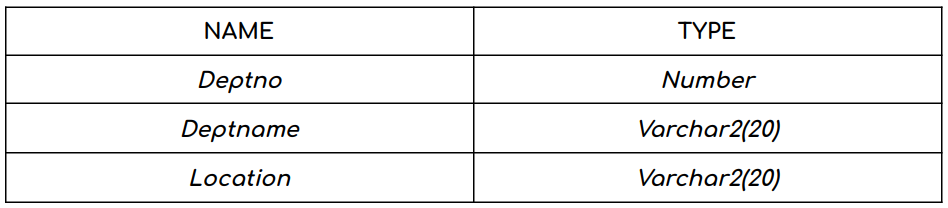 NAME TYPE
Deptno Number
Deptname Varchar2(20)
Location Varchar2(20)